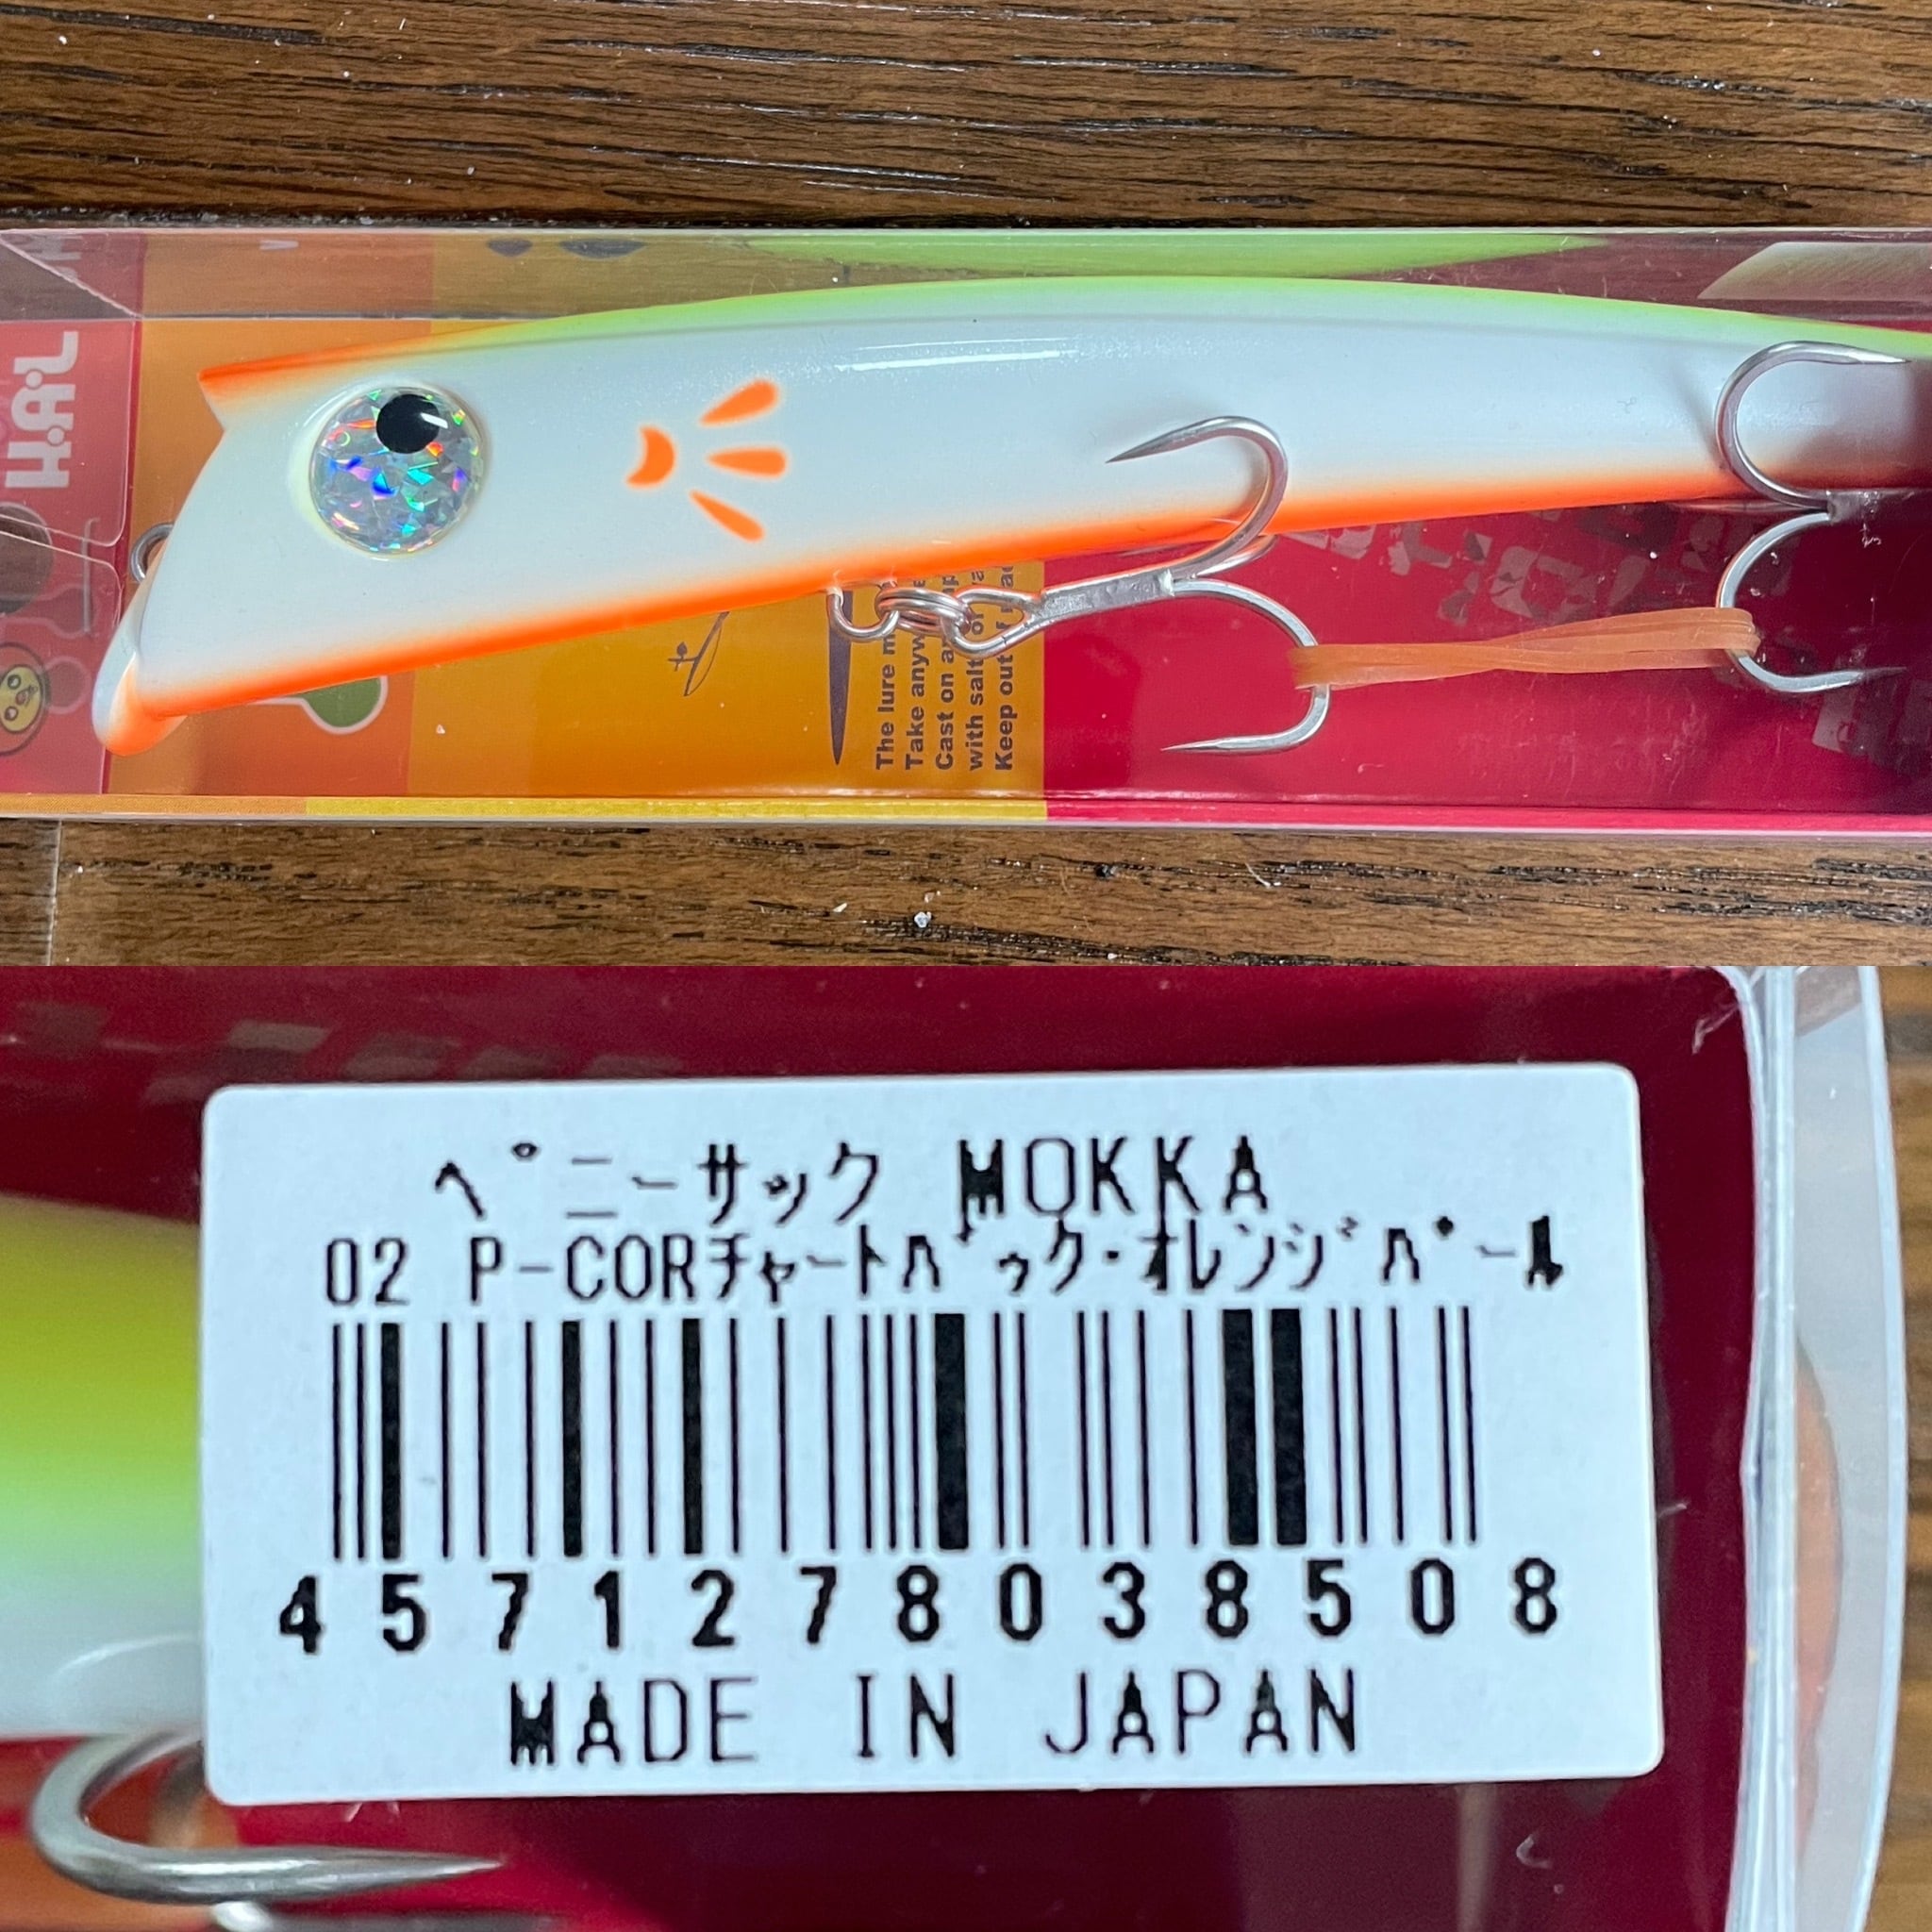 H.A.L
The lure m
Take anyw
Cast on a
with salt
Keep out
ペニーサック MOKKA
02 P-CORチャートバック・オレンジパール
4571278038508
MADE IN JAPAN